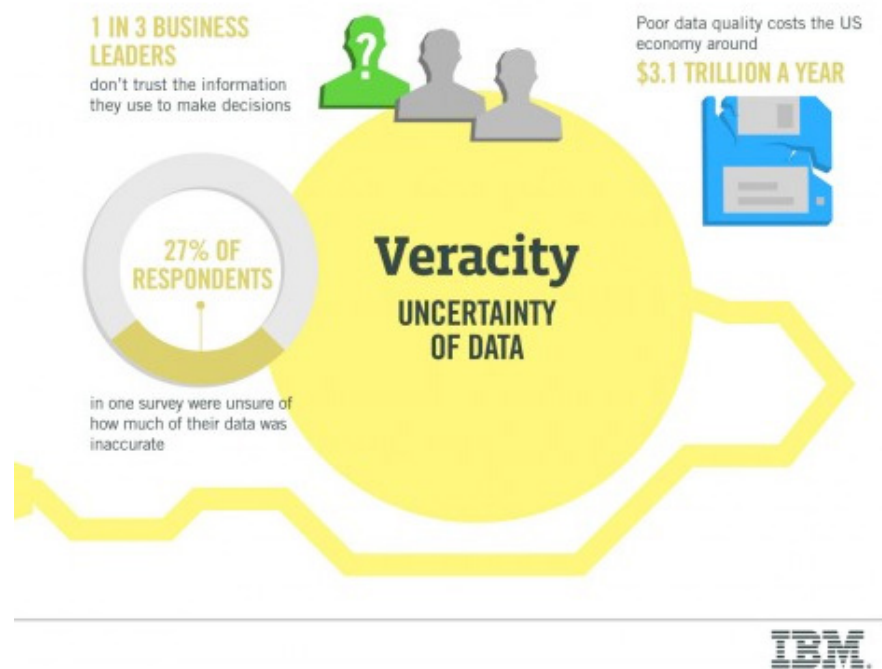 1 IN 3 BUSINESS
LEADERS
don't trust the information
they use to make decisions
?
Poor data quality costs the US
economy around
$3.1 TRILLION A YEAR
27% OF
RESPONDENTS
in one survey were unsure of
how much of their data was
inaccurate
Veracity
UNCERTAINTY
OF DATA
IBM.